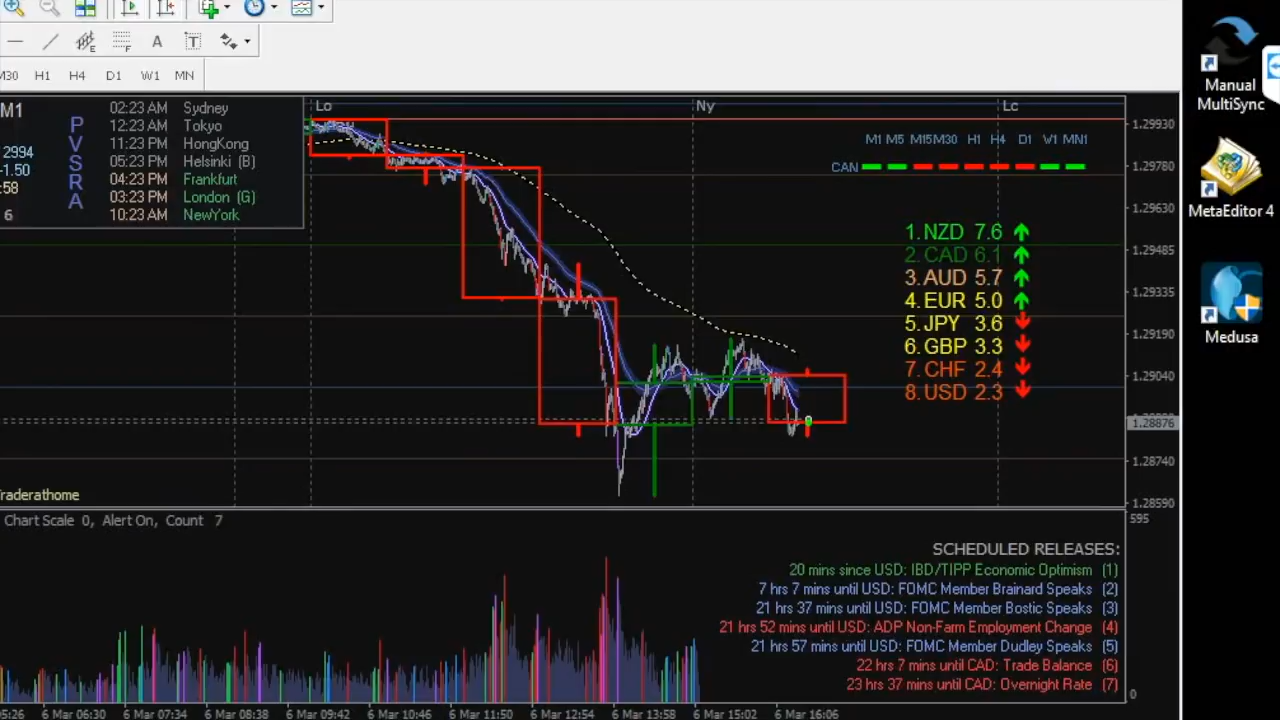 A
T
M30 H1 H4 D1 W1 MN
Manual
MultiSync
MetaEditor 4
Medusa
M1
2994
-1.50
:58
6
P
V
S
R
A
02:23 AM Sydney
12:23 AM Tokyo
11:23 PM HongKong
05:23 PM Helsinki (B)
04:23 PM Frankfurt
03:23 PM London (G)
10:23 AM NewYork
Lo
Ny
Lc
M1 M5 M15M30 H1 H4 D1 W1 MN1
CAN
1.NZD 7.6
2.CAD 6.1
3.AUD 5.7
4.EUR 5.0
5.JPY 3.6
6.GBP 3.3
7.CHF 2.4
8.USD 2.3
1.29930
1.29780
1.29630
1.29485
1.29335
1.29190
1.29040
1.28876
1.28740
1.28590
Traderathome
Chart Scale 0, Alert On, Count 7
595
0
SCHEDULED RELEASES:
20 mins since USD: IBD/TIPP Economic Optimism (1)
7 hrs 7 mins until USD: FOMC Member Brainard Speaks (2)
21 hrs 37 mins until USD: FOMC Member Bostic Speaks (3)
21 hrs 52 mins until USD: ADP Non-Farm Employment Change (4)
21 hrs 57 mins until USD: FOMC Member Dudley Speaks (5)
22 hrs 7 mins until CAD: Trade Balance (6)
23 hrs 37 mins until CAD: Overnight Rate (7)
05:26 6 Mar 06:30 6 Mar 07:34 6 Mar 08:38 6 Mar 09:42 6 Mar 10:46 6 Mar 11:50 6 Mar 12:54 6 Mar 13:58 6 Mar 15:02 6 Mar 16:06